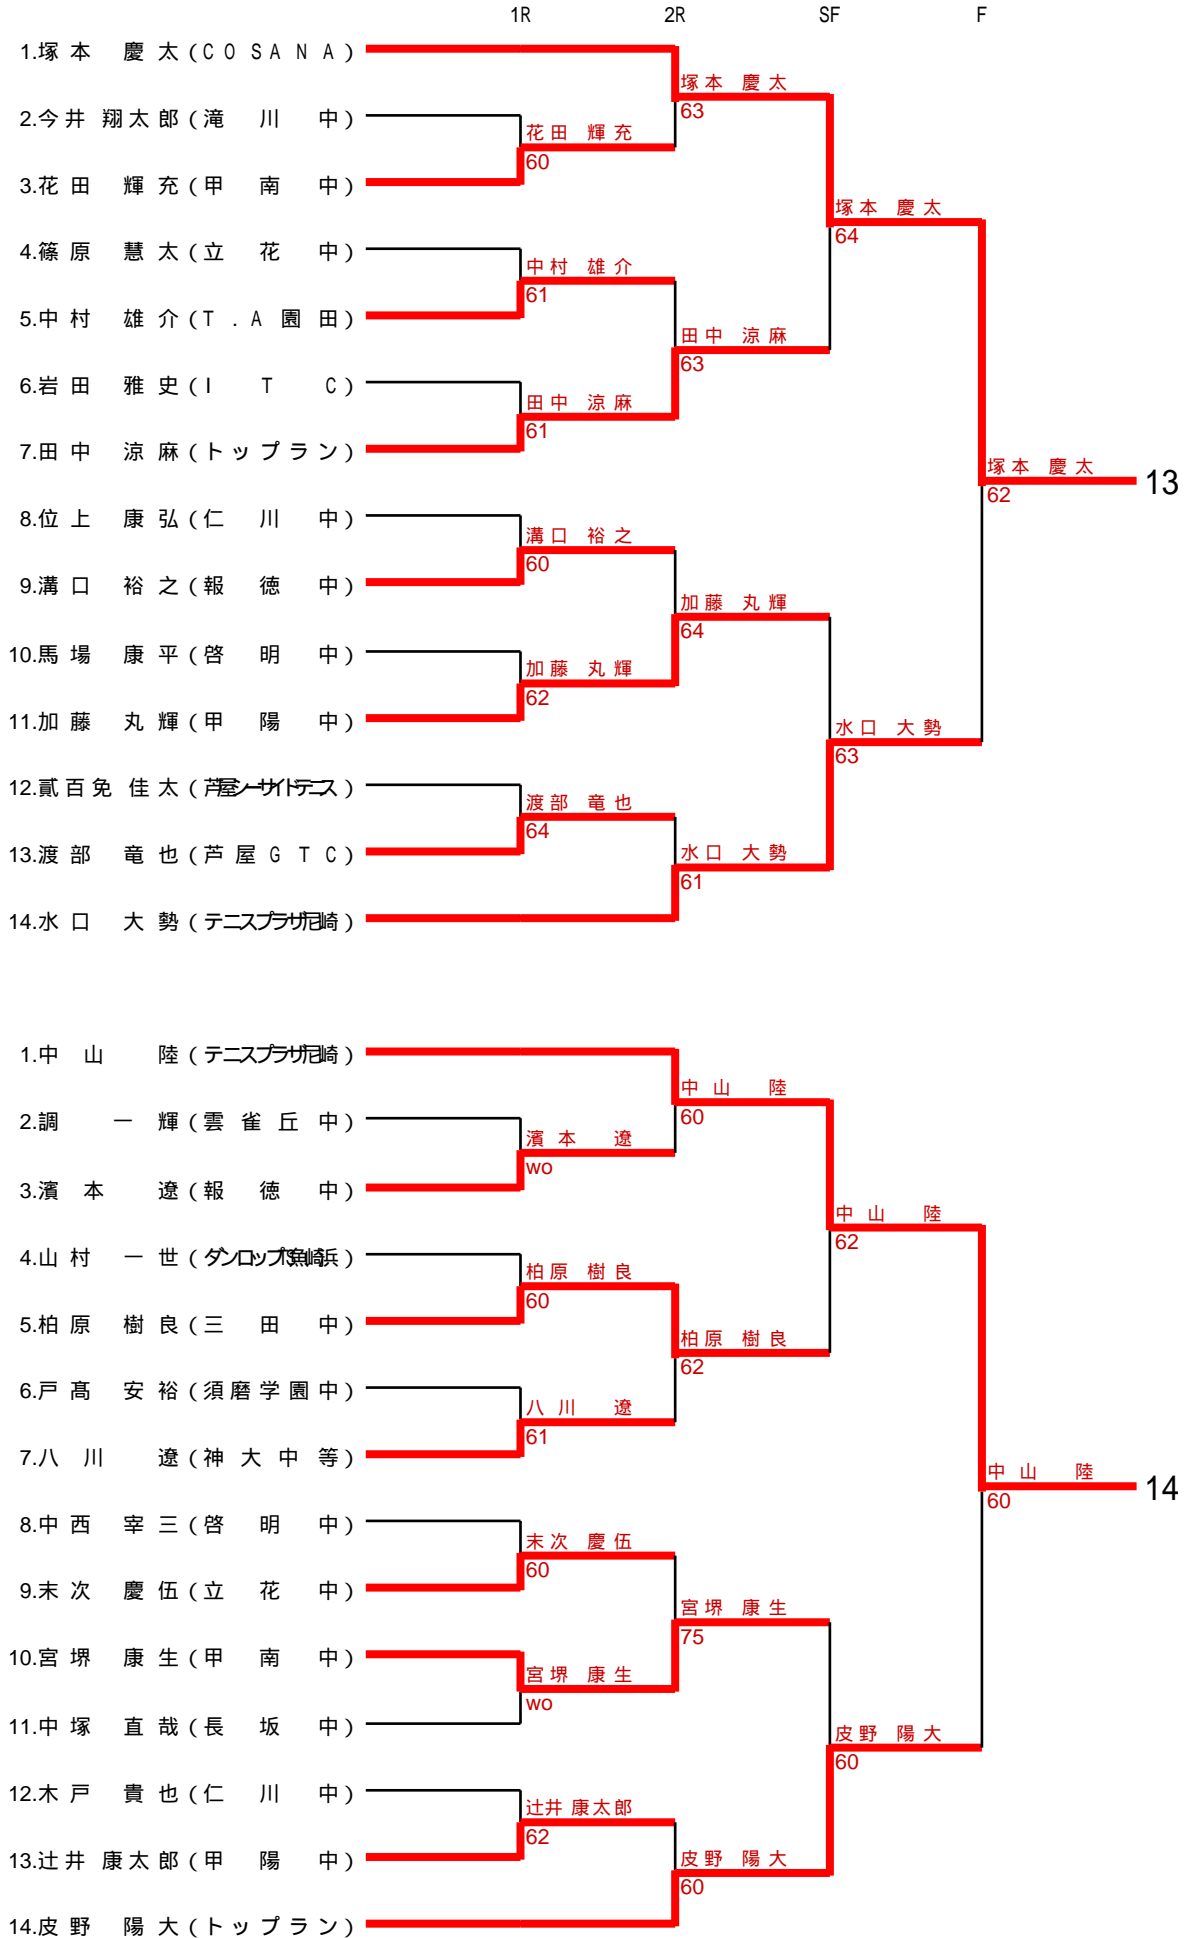 1R 2R SF F
1.塚本 慶太(COSANA)
塚本 慶太
63
2.今井 翔太郎(滝川中)
花田 輝充
60
3.花田 輝充(甲南中)
塚本 慶太
64
4.篠原 慧太(立花中)
中村 雄介
61
5.中村 雄介(T.A園田)
田中 涼麻
63
6.岩田 雅史(ITC)
田中 涼麻
61
7.田中 涼麻(トップラン)
塚本 慶太 13
62
8.位上 康弘(仁川中)
溝口 裕之
60
9.溝口 裕之(報徳中)
加藤 丸輝
64
10.馬場 康平(啓明中)
加藤 丸輝
62
11.加藤 丸輝(甲陽中)
水口 大勢
63
12.貳百免 佳太(芦屋シーサイドテニス)
渡部 竜也
64
13.渡部 竜也(芦屋GTC)
水口 大勢
61
14.水口 大勢(テニスプラザ尼崎)
1.中山 陸(テニスプラザ尼崎)
中山 陸
60
2.調 一輝(雲雀丘中)
濱本 遼
wo
3.濱本 遼(報徳中)
中山 陸
62
4.山村 一世(ダンロップS魚崎浜)
柏原 樹良
60
5.柏原 樹良(三田中)
柏原 樹良
62
6.戸髙 安裕(須磨学園中)
八川 遼
61
7.八川 遼(神大中等)
中山 陸 14
60
8.中西 宰三(啓明中)
末次 慶伍
60
9.末次 慶伍(立花中)
宮堺 康生
75
10.宮堺 康生(甲南中)
宮堺 康生
wo
11.中塚 直哉(長坂中)
皮野 陽大
60
12.木戸 貴也(仁川中)
辻井 康太郎
62
13.辻井 康太郎(甲陽中)
皮野 陽大
60
14.皮野 陽大(トップラン)